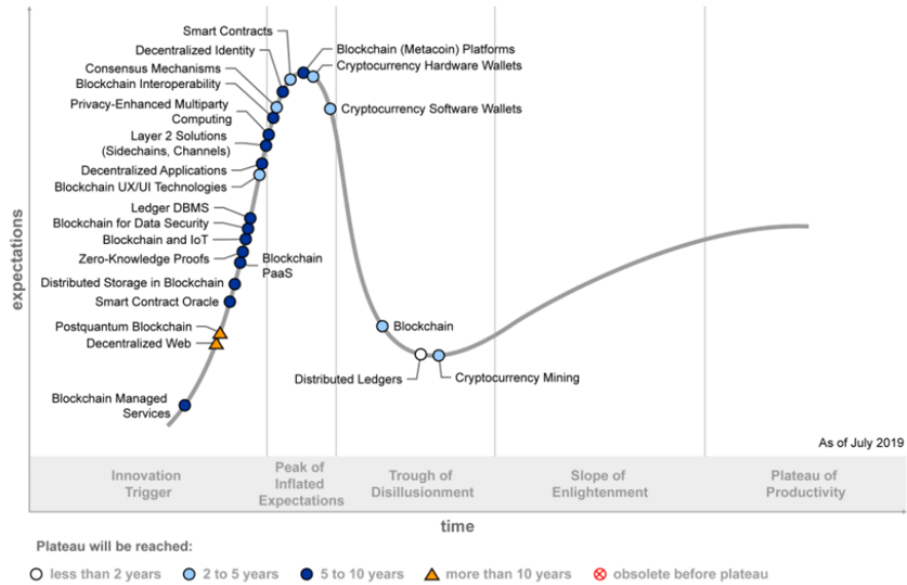 Smart Contracts
Decentralized Identity
Consensus Mechanisms
Blockchain Interoperability
Privacy-Enhanced Multiparty
Computing
Layer 2 Solutions
(Sidechains, Channels)
Decentralized Applications
Blockchain UX/UI Technologies
Ledger DBMS
Blockchain for Data Security
Blockchain and IoT
Zero-Knowledge Proofs
Blockchain
PaaS
Distributed Storage in Blockchain
Smart Contract Oracle
Postquantum Blockchain
Decentralized Web
Blockchain Managed
Services
Blockchain (Metacoin) Platforms
Cryptocurrency Hardware Wallets
Cryptocurrency Software Wallets
Blockchain
Distributed Ledgers
Cryptocurrency Mining
expectations
As of July 2019
Innovation
Trigger
Peak of
Inflated
Expectations
Trough of
Disillusionment
Slope of
Enlightenment
Plateau of
Productivity
time
Plateau will be reached:
less than 2 years
2 to 5 years
5 to 10 years
more than 10 years
obsolete before plateau